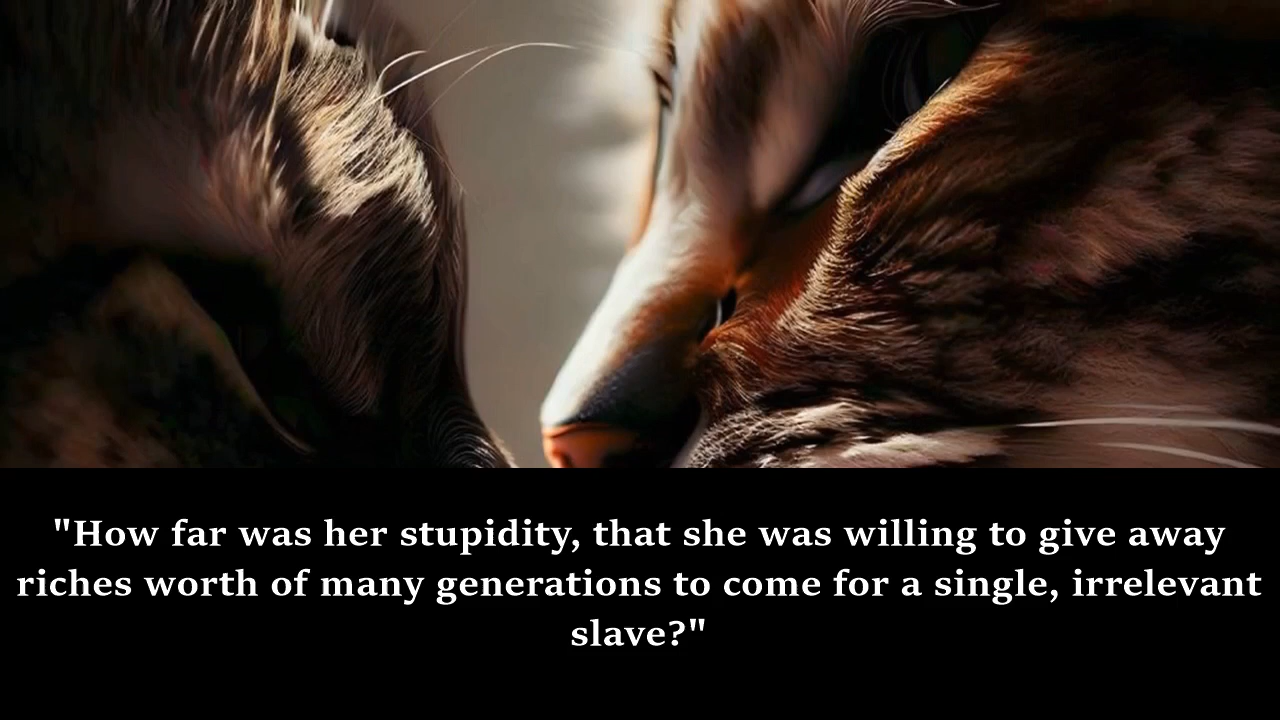 "How far was her stupidity, that she was willing to give away
riches worth of many generations to come for a single, irrelevant
slave?"